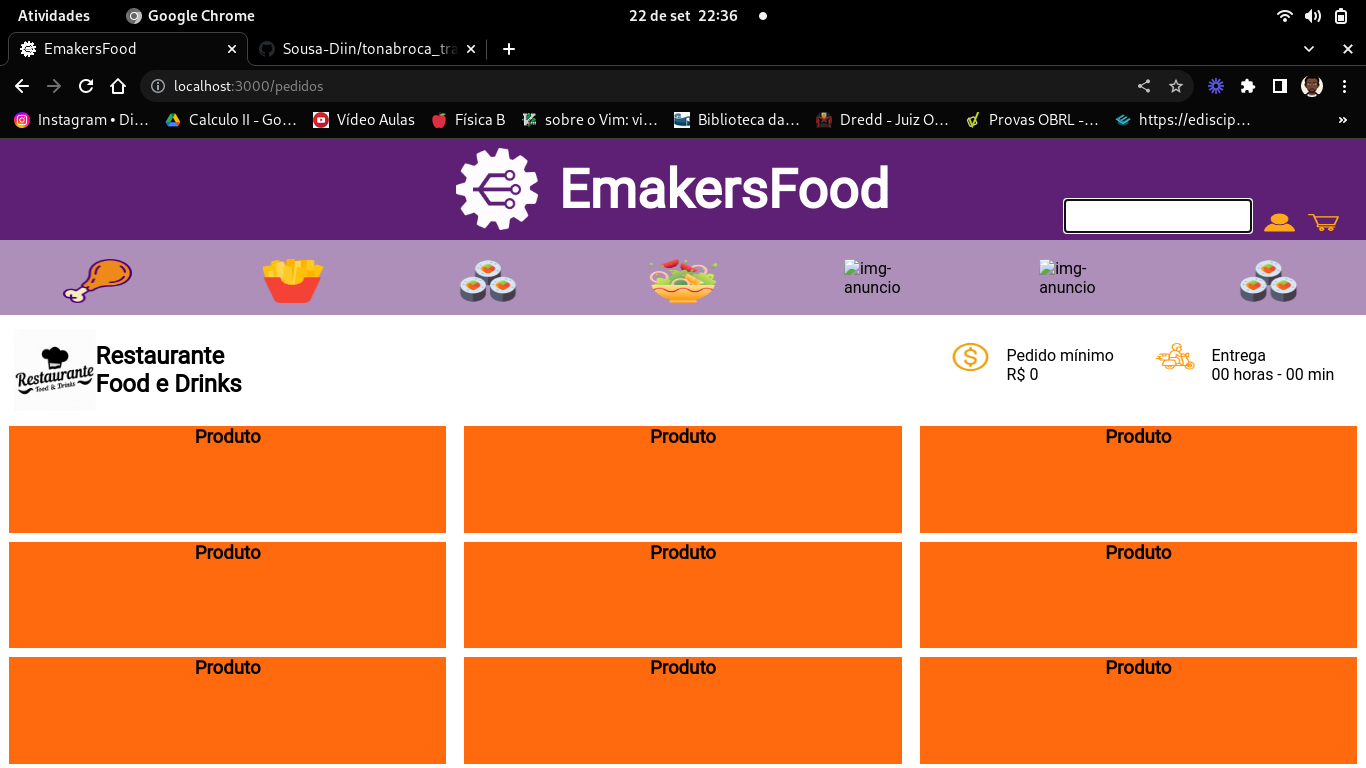 Atividades Google Chrome 22 de set 22:36
EmakersFood Sousa-Diin/tonabroca_tra
localhost:3000/pedidos
Instagram • Di… Calculo II - Go… Vídeo Aulas Física B sobre o Vim: vi… Biblioteca da… Dredd - Juiz O… Provas OBRL -… https://ediscip… »
EmakersFood
img-anuncio img-anuncio
Restaurante
Food & Drinks
Restaurante
Food e Drinks
Pedido mínimo
R$ 0
Entrega
00 horas - 00 min
Produto Produto Produto
Produto Produto Produto
Produto Produto Produto